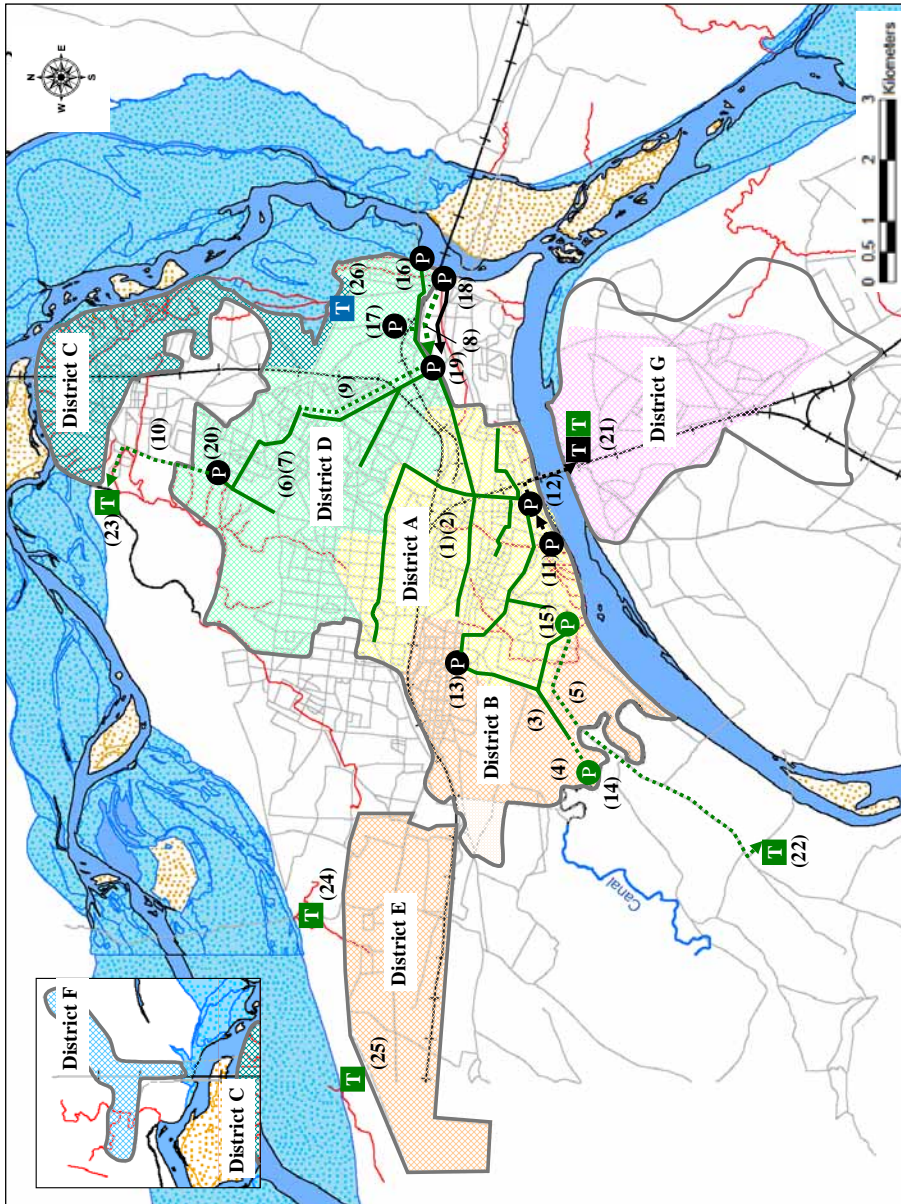 N
E
S
W
District C
(10)
(23)
T
(20)
P
(6)(7)
(9)
District D
(26)
T
(17)
P
(16)
P
(18)
P
(8)
(19)
P
District A
(1)(2)
(12)
P
(11)
P
(21)
T T
District G
(15)
P
(13)
P
(5)
(3)
District B
(4)
P
(14)
(22)
T
Canal
(24)
T
District E
(25)
T
District F
District C
0 0.5 1 2 3
Kilometers